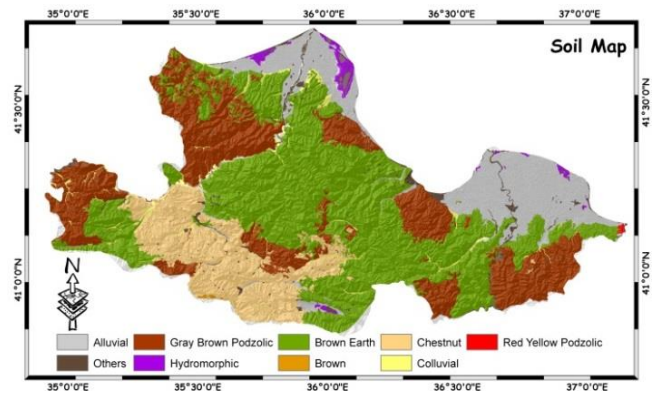 35°0'0"E 35°30'0"E 36°0'0"E 36°30'0"E 37°0'0"E
Soil Map
41°30'0"N 41°30'0"N
41°0'0"N 41°0'0"N
N
Alluvial Gray Brown Podzolic Brown Earth Chestnut Red Yellow Podzolic
Others Hydromorphic Brown Colluvial
35°0'0"E 35°30'0"E 36°0'0"E 36°30'0"E 37°0'0"E